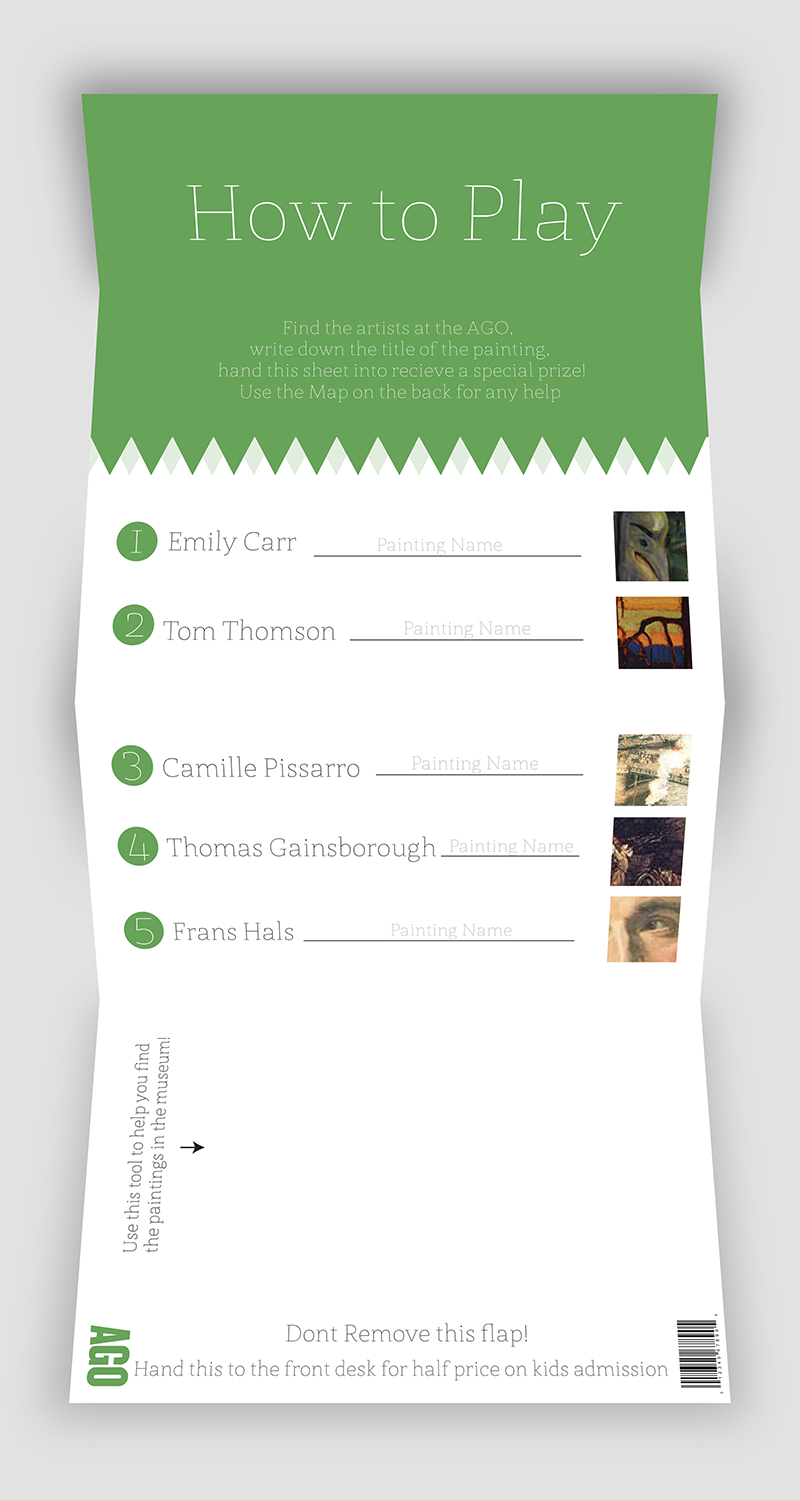 How to Play
Find the artists at the AGO,
write down the title of the painting,
hand this sheet into recieve a special prize!
Use the Map on the back for any help
1 Emily Carr Painting Name
2 Tom Thomson Painting Name
3 Camille Pissarro Painting Name
4 Thomas Gainsborough Painting Name
5 Frans Hals Painting Name
Use this tool to help you find
the paintings in the museum!
Dont Remove this flap!
AGO
Hand this to the front desk for half price on kids admission